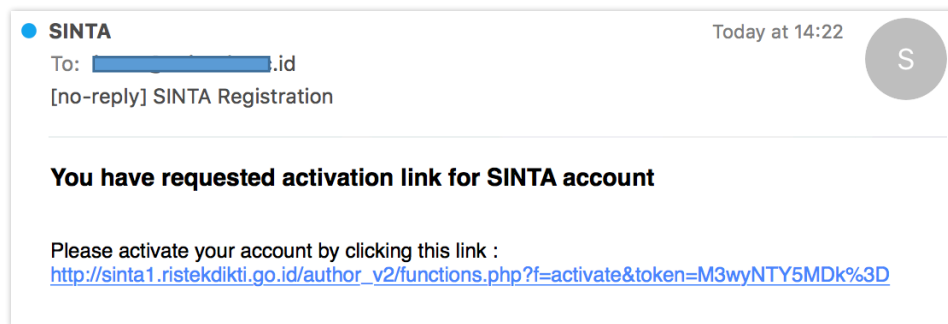 SINTA
Today at 14:22
S
To: .id
[no-reply] SINTA Registration
You have requested activation link for SINTA account
Please activate your account by clicking this link :
http://sinta1.ristekdikti.go.id/author_v2/functions.php?f=activate&token=M3wyNTY5MDk%3D